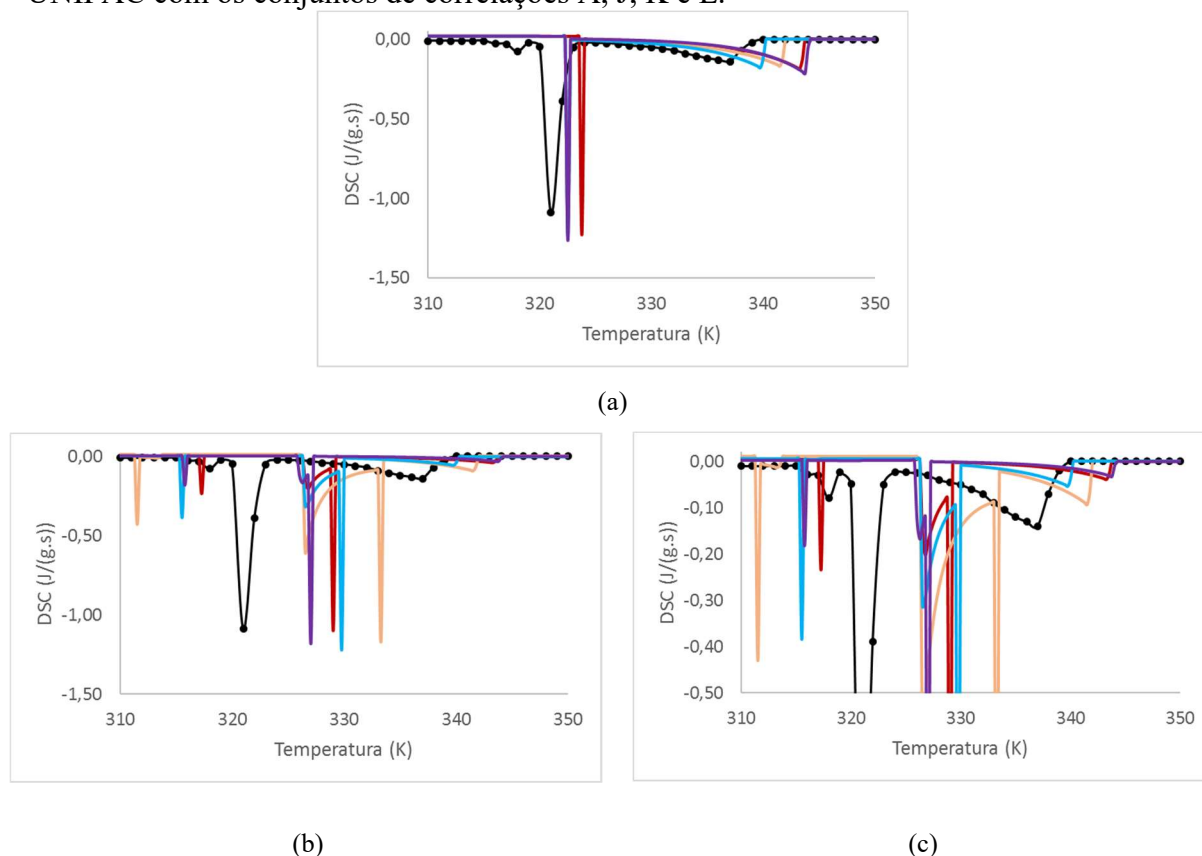 UNIFAC com os conjuntos de correlações A, J, K e L.
0,00
-0,50
-1,00
-1,50
DSC (J/(g.s))
310 320 330 340 350
Temperatura (K)
(a)
0,00
-0,50
-1,00
-1,50
DSC (J/(g.s))
310 320 330 340 350
Temperatura (K)
0,00
-0,10
-0,20
-0,30
-0,40
-0,50
DSC (J/(g.s))
310 320 330 340 350
Temperatura (K)
(b) (c)